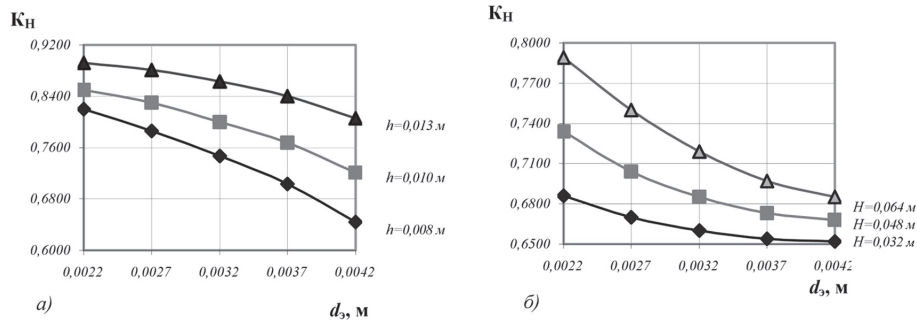 Kн
0,9200
0,8400
0,7600
0,6800
0,6000
0,0022 0,0027 0,0032 0,0037 0,0042
h=0,013 м
h=0,010 м
h=0,008 м
а)
dэ, м
Kн
0,8000
0,7700
0,7400
0,7100
0,6800
0,6500
0,0022 0,0027 0,0032 0,0037 0,0042
H=0,064 м
H=0,048 м
H=0,032 м
б)
dэ, м